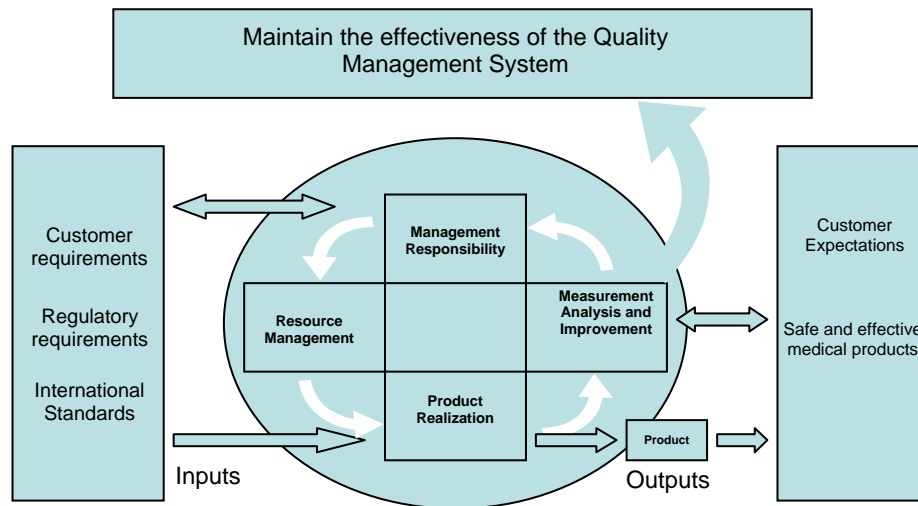 Maintain the effectiveness of the Quality
Management System
Customer
requirements
Regulatory
requirements
International
Standards
Inputs
Management
Responsibility
Resource
Management
Measurement
Analysis and
Improvement
Product
Realization
Product
Outputs
Customer
Expectations
Safe and effective
medical products